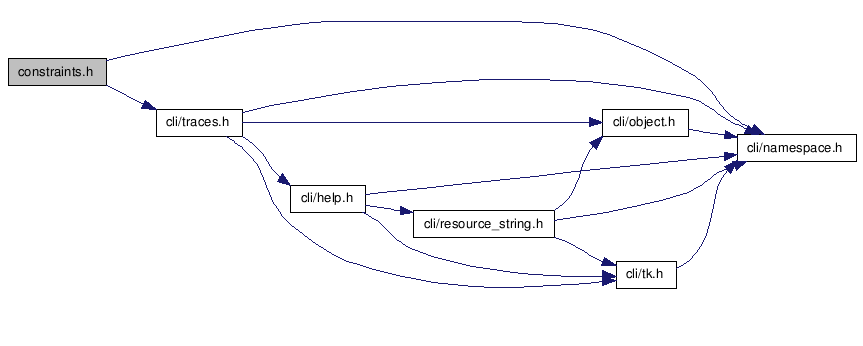 constraints.h
cli/traces.h
cli/object.h
cli/namespace.h
cli/help.h
cli/resource_string.h
cli/tk.h